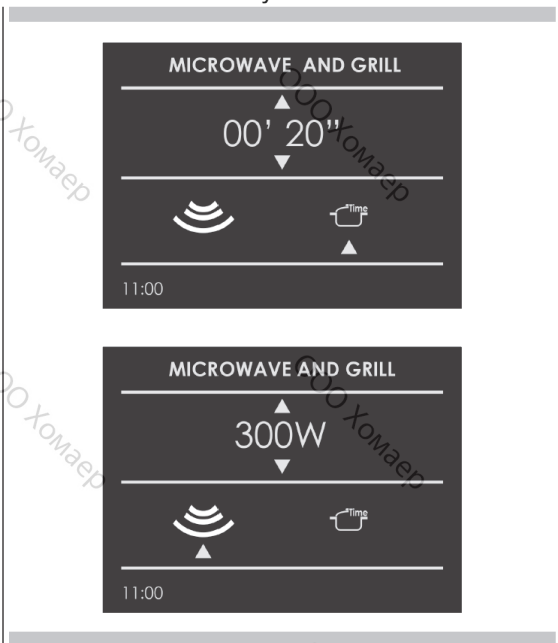 MICROWAVE AND GRILL
00’ 20”
Time
11:00
MICROWAVE AND GRILL
300W
Time
11:00
ООО Хомаер
ООО Хомаер
ООО Хомаер
ООО Хомаер